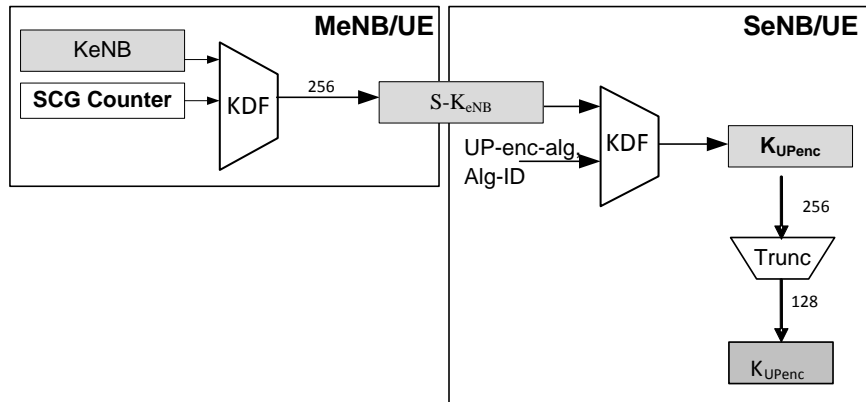 MeNB/UE
KeNB
SCG Counter
KDF
256
S-KeNB
SeNB/UE
UP-enc-alg,
Alg-ID
KDF
KUPenc
256
Trunc
128
KUPenc